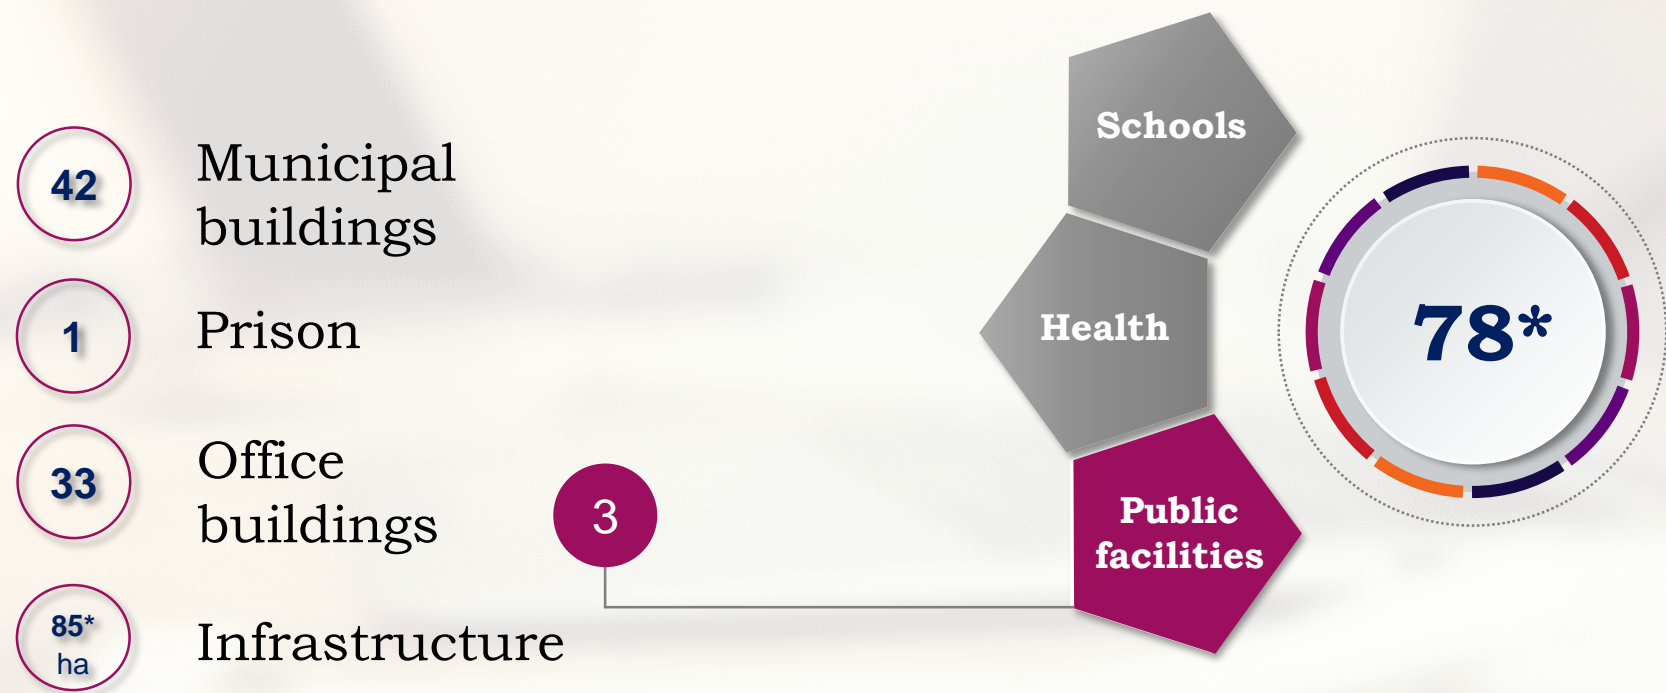 42
Municipal
buildings
1
Prison
33
Office
buildings
85*
ha
Infrastructure
3
Schools
Health
Public
facilities
78*